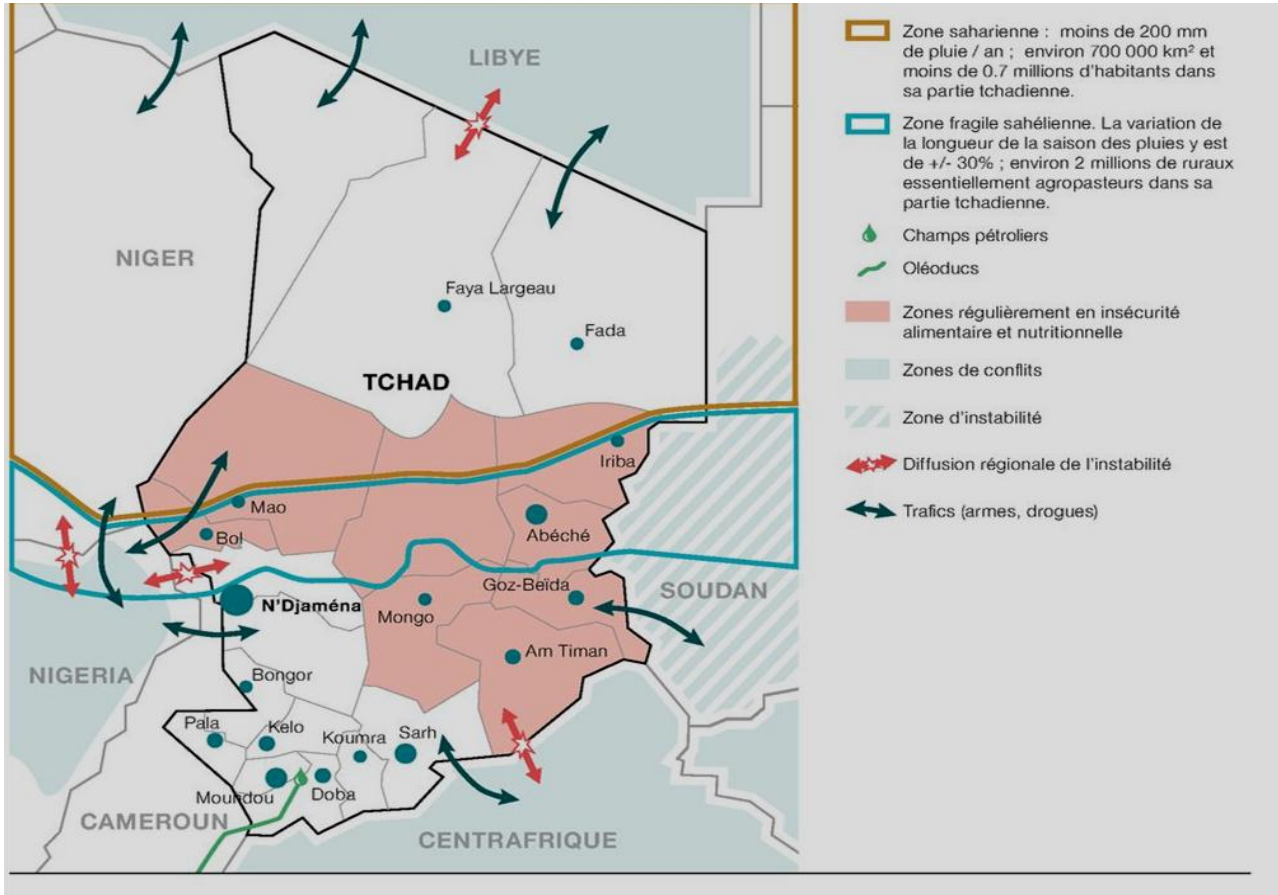 LIBYE
NIGER
Faya Largeau
Fada
TCHAD
Iriba
Mao
Bol
Abéché
Goz-Beïda
SOUDAN
N'Djaména
Mongo
Am Timan
NIGERIA
Bongor
Pala
Kelo
Koumra
Sarh
Moundou
Doba
CAMEROUN
CENTRAFRIQUE
Zone saharienne : moins de 200 mm
de pluie / an ; environ 700 000 km² et
moins de 0.7 millions d'habitants dans
sa partie tchadienne.
Zone fragile sahélienne. La variation de
la longueur de la saison des pluies y est
de +/- 30% ; environ 2 millions de ruraux
essentiellement agropasteurs dans sa
partie tchadienne.
Champs pétroliers
Oléoducs
Zones régulièrement en insécurité
alimentaire et nutritionnelle
Zones de conflits
Zone d'instabilité
Diffusion régionale de l'instabilité
Trafics (armes, drogues)